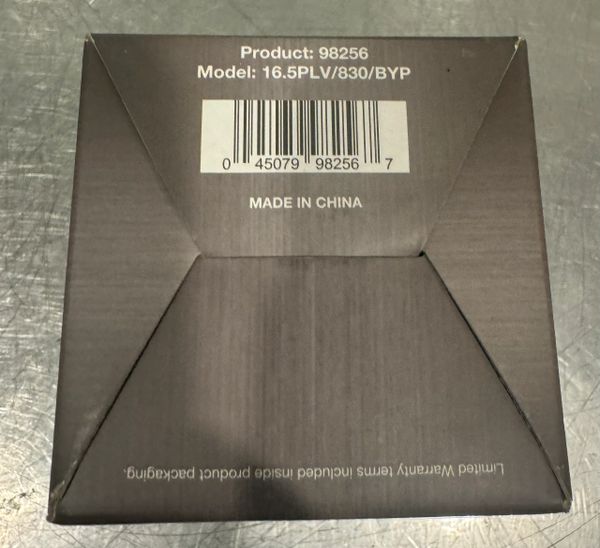 Product: 98256
Model: 16.5PLV/830/BYP
0 45079 98256 7
MADE IN CHINA
Limited Warranty terms included inside product packaging.